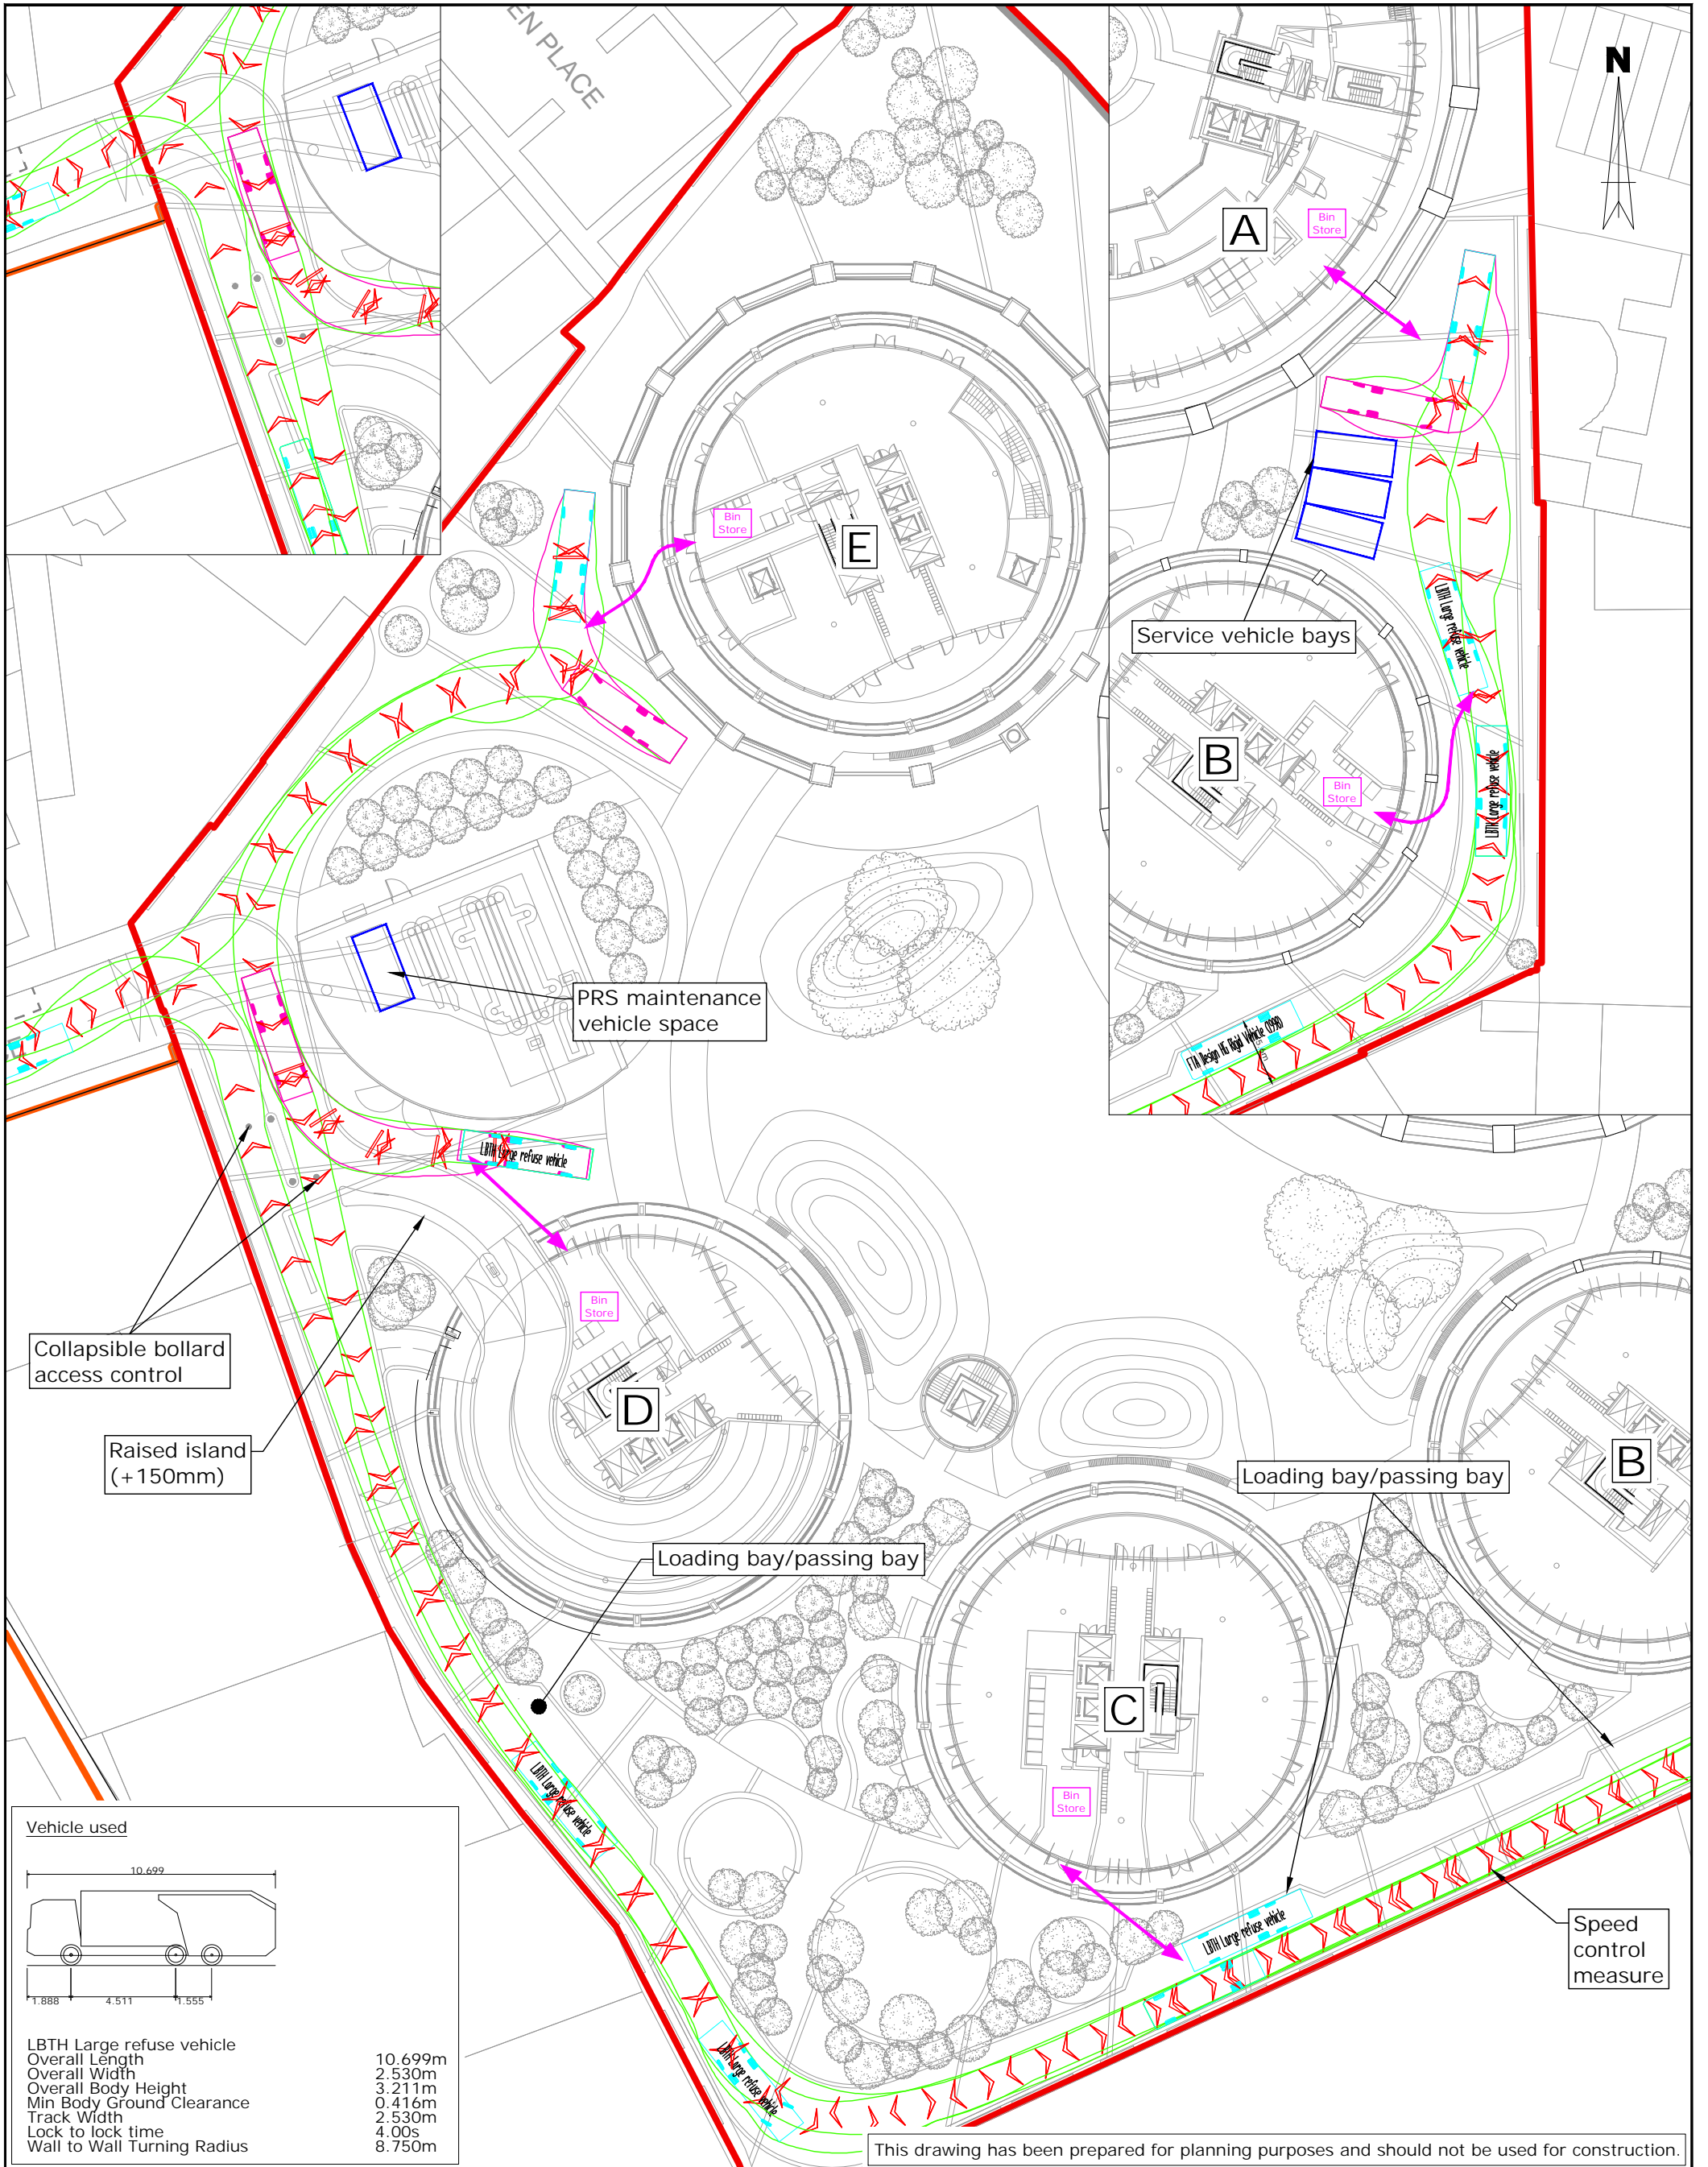 EN PLACE
N
A
Bin
Store
Bin
Store
E
Service vehicle bays
LBTH Large refuse vehicle
B
Bin
Store
LBTH Large refuse vehicle
PRS maintenance
vehicle space
FTA Design HG Rigid Vehicle (1998)
LBTH Large refuse vehicle
Bin
Store
Collapsible bollard
access control
D
Raised island
(+150mm)
B
Loading bay/passing bay
Loading bay/passing bay
C
LBTH Large refuse vehicle
Bin
Store
Speed
control
measure
LBTH Large refuse vehicle
LBTH Large refuse vehicle
Vehicle used
10.699
1.888
4.511
1.555
LBTH Large refuse vehicle
Overall Length 10.699m
Overall Width 2.530m
Overall Body Height 3.211m
Min Body Ground Clearance 0.416m
Track Width 2.530m
Lock to lock time 4.00s
Wall to Wall Turning Radius 8.750m
This drawing has been prepared for planning purposes and should not be used for construction.